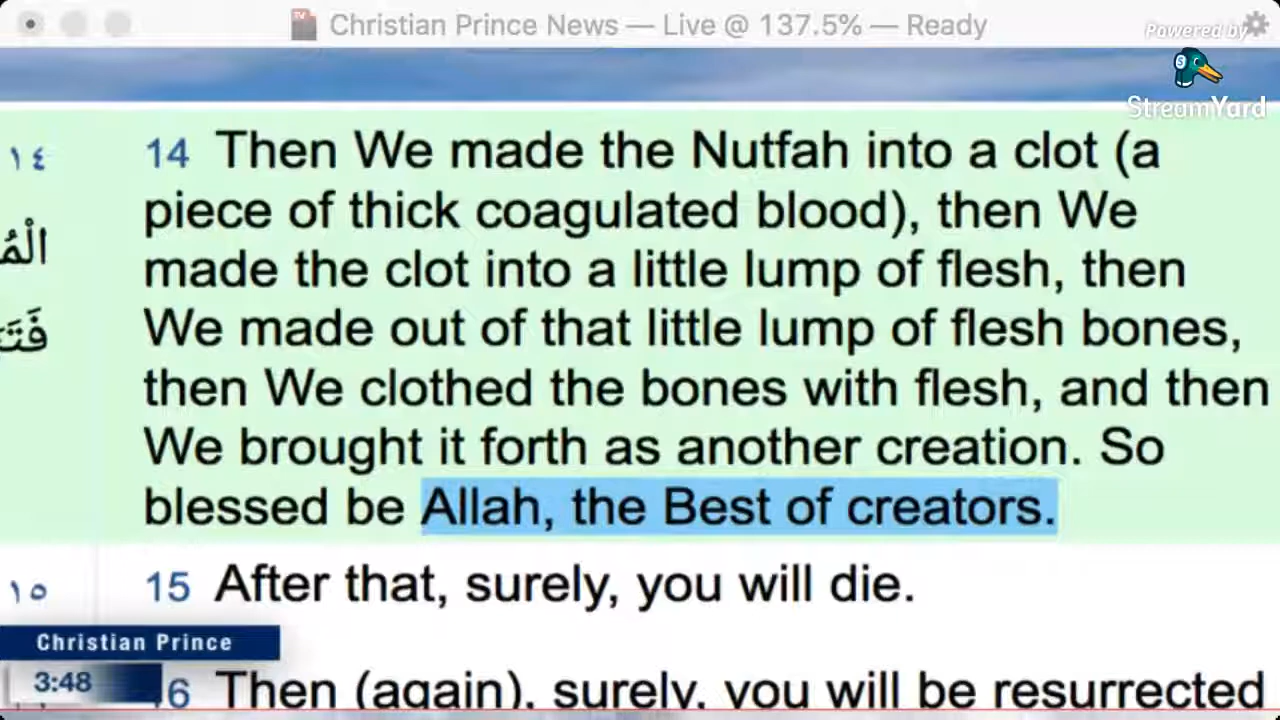 Christian Prince News — Live @ 137.5% — Ready
Powered by
StreamYard
١٤
14 Then We made the Nutfah into a clot (a
piece of thick coagulated blood), then We
made the clot into a little lump of flesh, then
We made out of that little lump of flesh bones,
then We clothed the bones with flesh, and then
We brought it forth as another creation. So
blessed be Allah, the Best of creators.
١٥
15 After that, surely, you will die.
Christian Prince
3:48
6 Then (again), surely, you will be resurrected